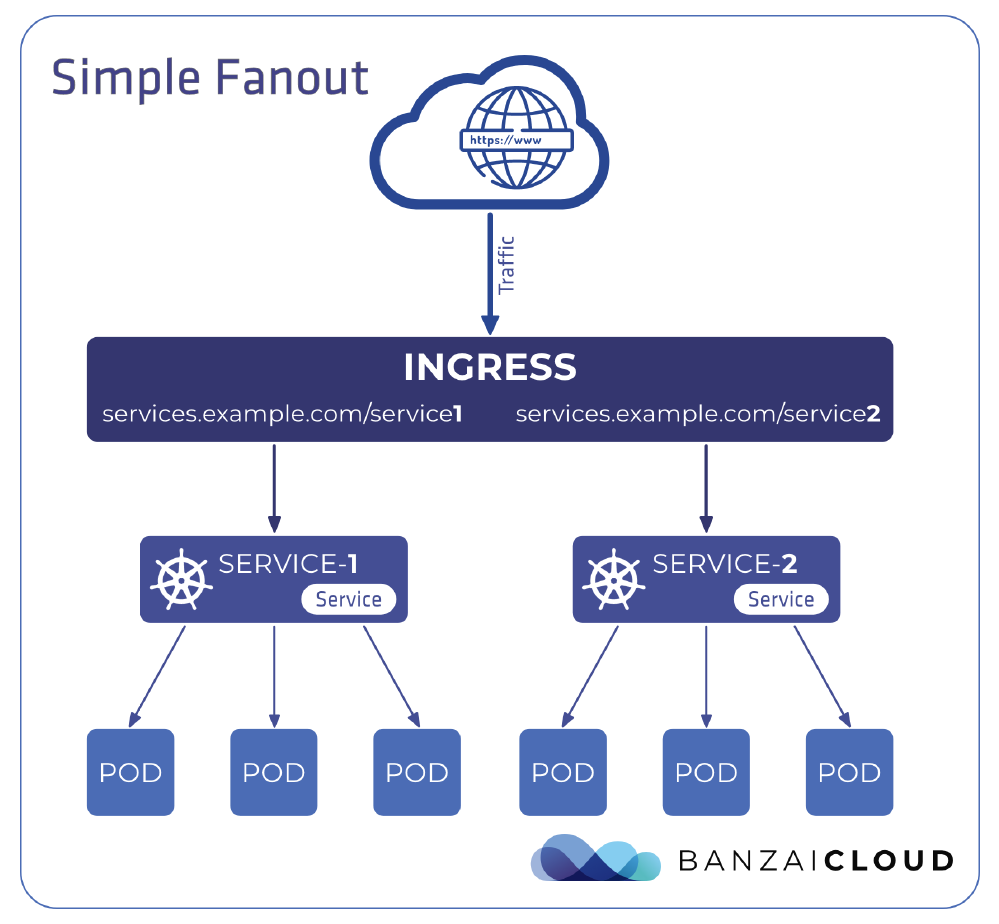 Simple Fanout
https://www
Traffic
INGRESS
services.example.com/service1
services.example.com/service2
SERVICE-1
Service
SERVICE-2
Service
POD
POD
POD
POD
POD
POD
BANZAICLOUD